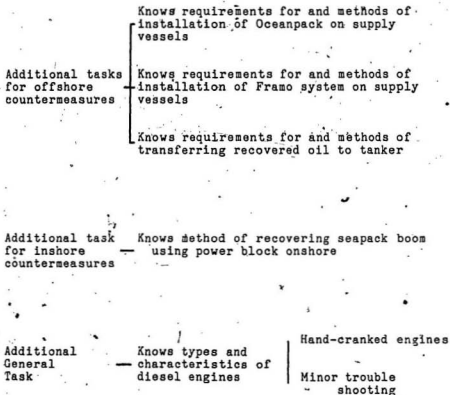 Knows requirements for and methods of
installation of Oceanpack on supply
vessels
Additional tasks
for offshore
countermeasures
Knows requirements for and methods of
installation of Framo system on supply
vessels
Knows requirements for and methods of
transferring recovered oil to tanker
Additional task
for inshore
countermeasures
Knows method of recovering seapack boom
using power block onshore
Additional
General
Task
Knows types and
characteristics of
diesel engines
Hand-cranked engines
Minor trouble
shooting